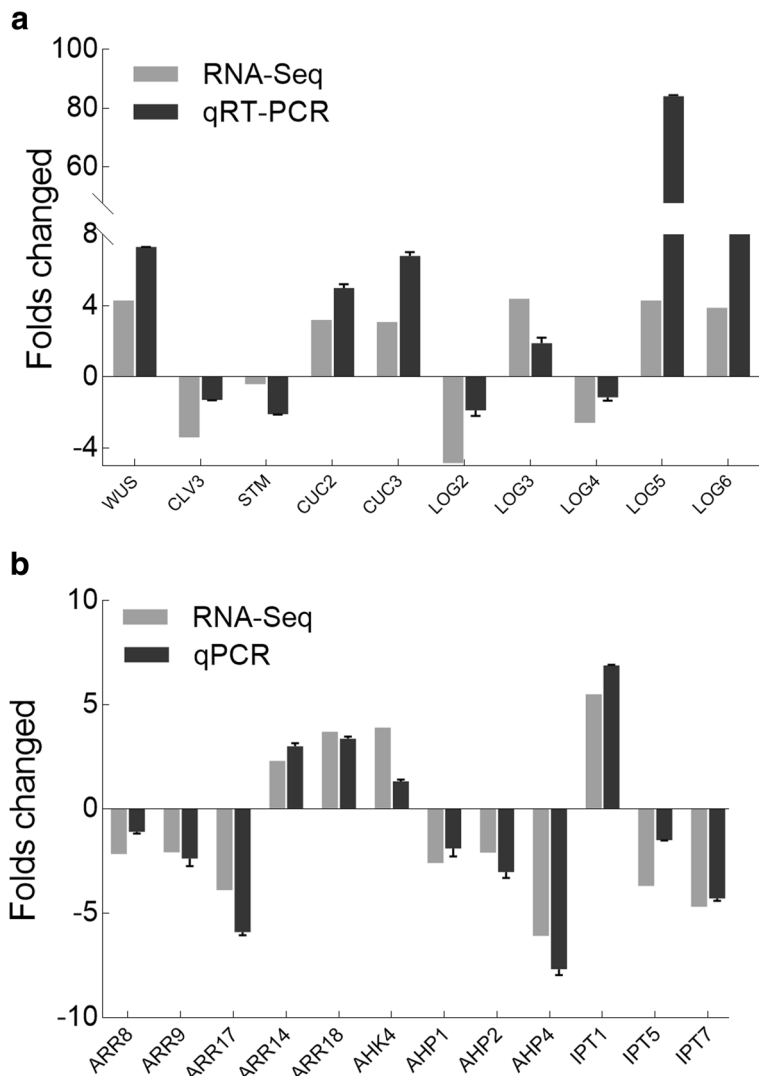 a
100
80
60
8
4
0
-4
Folds changed
RNA-Seq
qRT-PCR
WUS
CLV3
STM
CUC2
CUC3
LOG2
LOG3
LOG4
LOG5
LOG6
b
10
5
0
-5
-10
Folds changed
RNA-Seq
qPCR
ARR8
ARR9
ARR17
ARR14
ARR18
AHK4
AHP1
AHP2
AHP4
IPT1
IPT5
IPT7